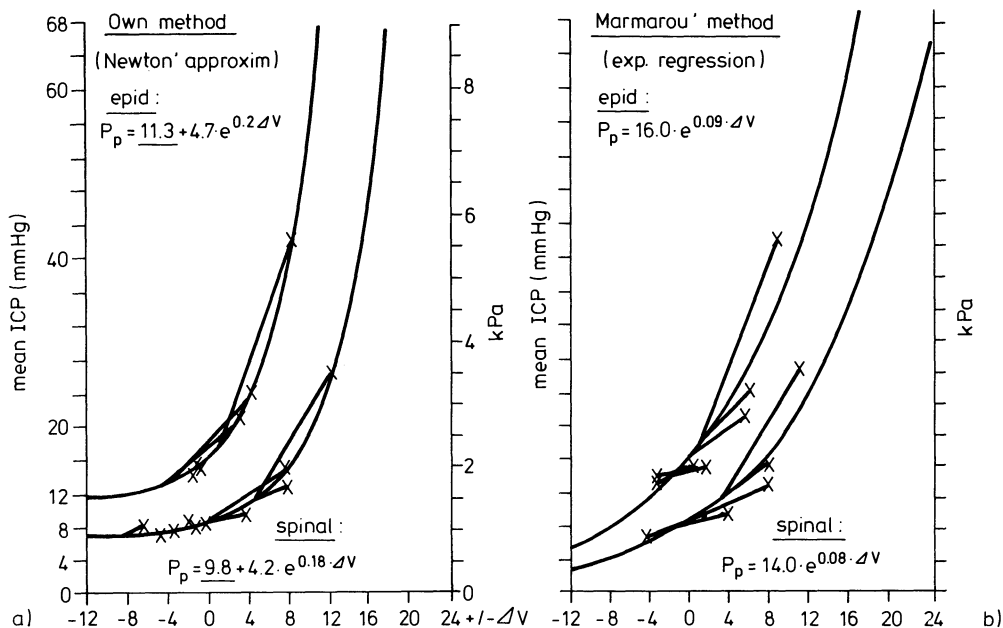 Own method
(Newton' approxim)
epid :
P_p = 11.3 + 4.7 · e^0.2 ΔV
spinal :
P_p = 9.8 + 4.2 · e^0.18 · ΔV
mean ICP (mmHg)
68
60
40
20
12
8
4
0
kPa
8
6
4
2
0
-12 -8 -4 0 4 8 12 16 20 24 +/- ΔV
a)
Marmarou' method
(exp. regression)
epid :
P_p = 16.0 · e^0.09 · ΔV
spinal :
P_p = 14.0 · e^0.08 · ΔV
mean ICP (mmHg)
kPa
-12 -8 -4 0 4 8 12 16 20 24
b)